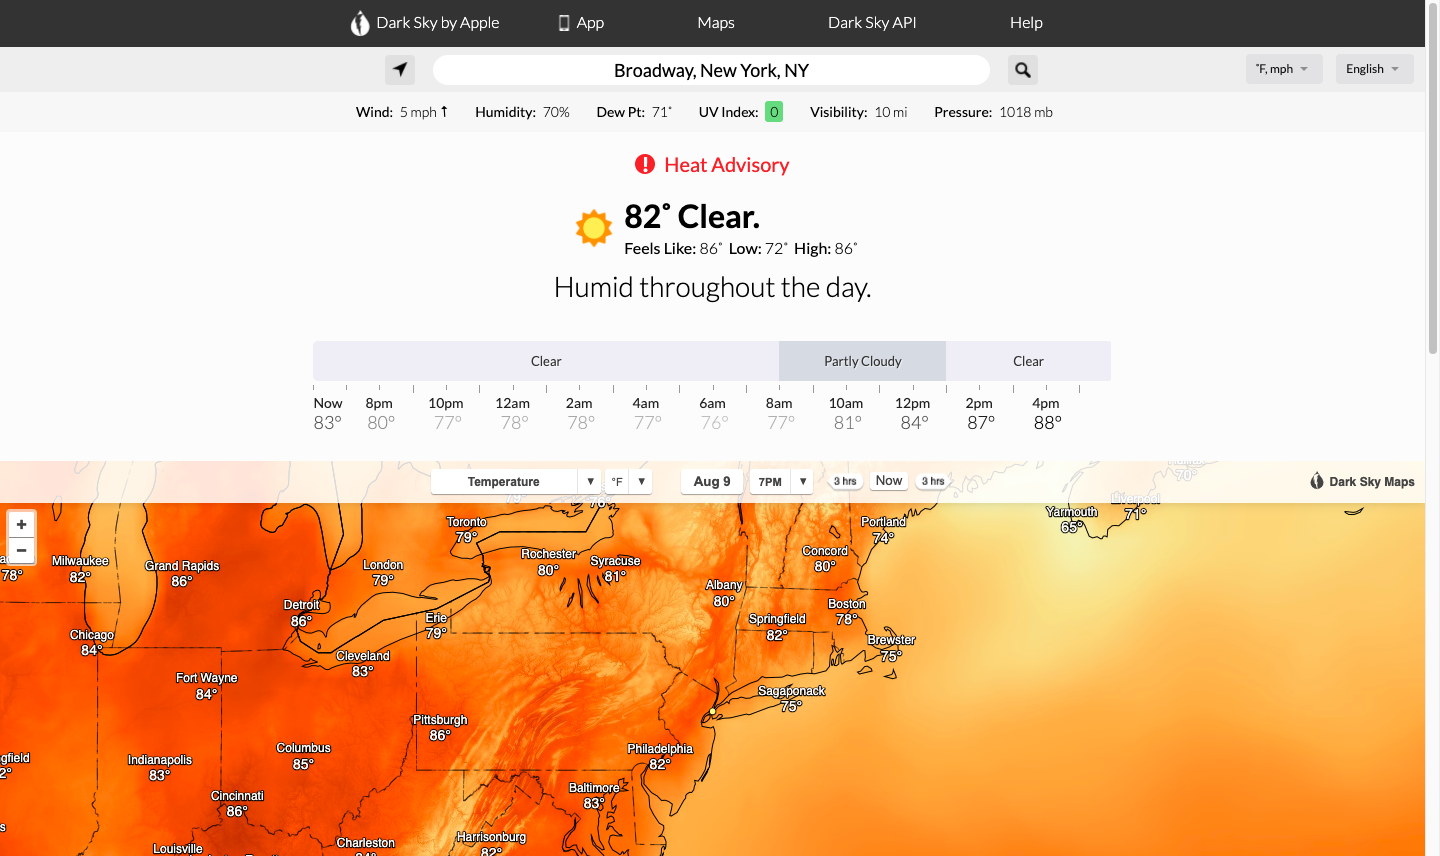 Dark Sky by Apple App Maps Dark Sky API Help
Broadway, New York, NY
˚F, mph English
Wind: 5 mph ↑ Humidity: 70% Dew Pt: 71˚ UV Index: 0 Visibility: 10 mi Pressure: 1018 mb
Heat Advisory
82˚ Clear.
Feels Like: 86˚ Low: 72˚ High: 86˚
Humid throughout the day.
Clear Partly Cloudy Clear
Now 8pm 10pm 12am 2am 4am 6am 8am 10am 12pm 2pm 4pm
83° 80° 77° 78° 78° 77° 76° 77° 81° 84° 87° 88°
Temperature ▼ °F ▼ Aug 9 7PM ▼ 3 hrs Now 3 hrs
Dark Sky Maps
70°
Liverpool
71°
Yarmouth
65°
+
−
Toronto
79°
Portland
74°
Milwaukee
82°
78°
Grand Rapids
86°
London
79°
Rochester
80°
Syracuse
81°
Concord
80°
Albany
80°
Detroit
86°
Erie
79°
Springfield
82°
Boston
78°
Chicago
84°
Cleveland
83°
Brewster
75°
Fort Wayne
84°
Sagaponack
75°
Pittsburgh
86°
gfield
2°
Indianapolis
83°
Columbus
85°
Philadelphia
82°
Cincinnati
86°
Baltimore
83°
s
Louisville
Charleston
Harrisonburg
82°